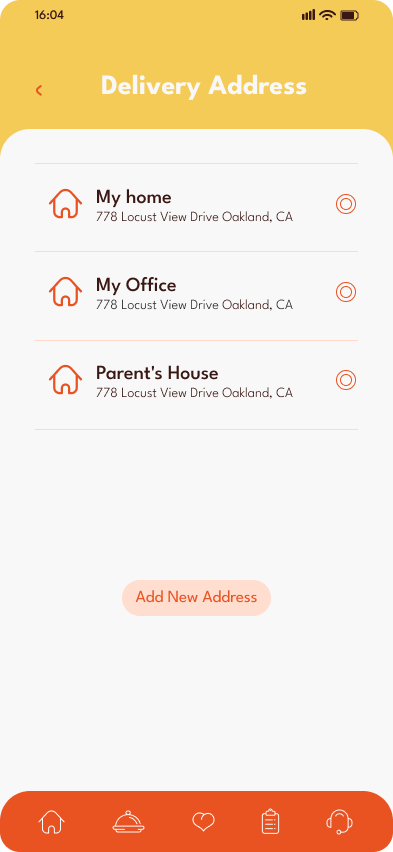 16:04
Delivery Address
My home
778 Locust View Drive Oakland, CA
My Office
778 Locust View Drive Oakland, CA
Parent's House
778 Locust View Drive Oakland, CA
Add New Address